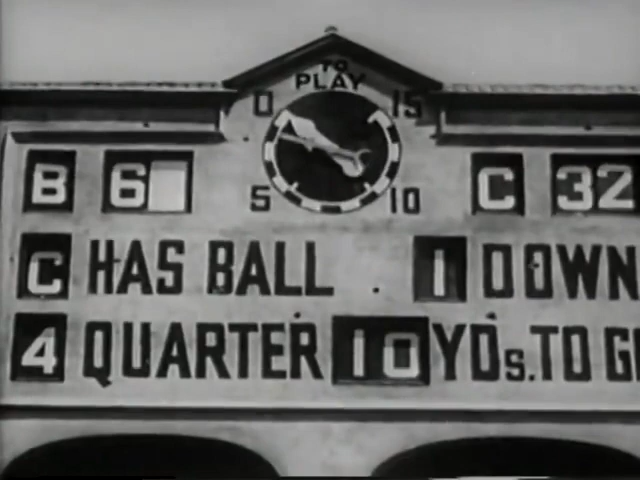 TO
PLAY
0 15
B 6 C 32
5 10
C HAS BALL . 1 DOWN
4 QUARTER 10 YDS. TO G